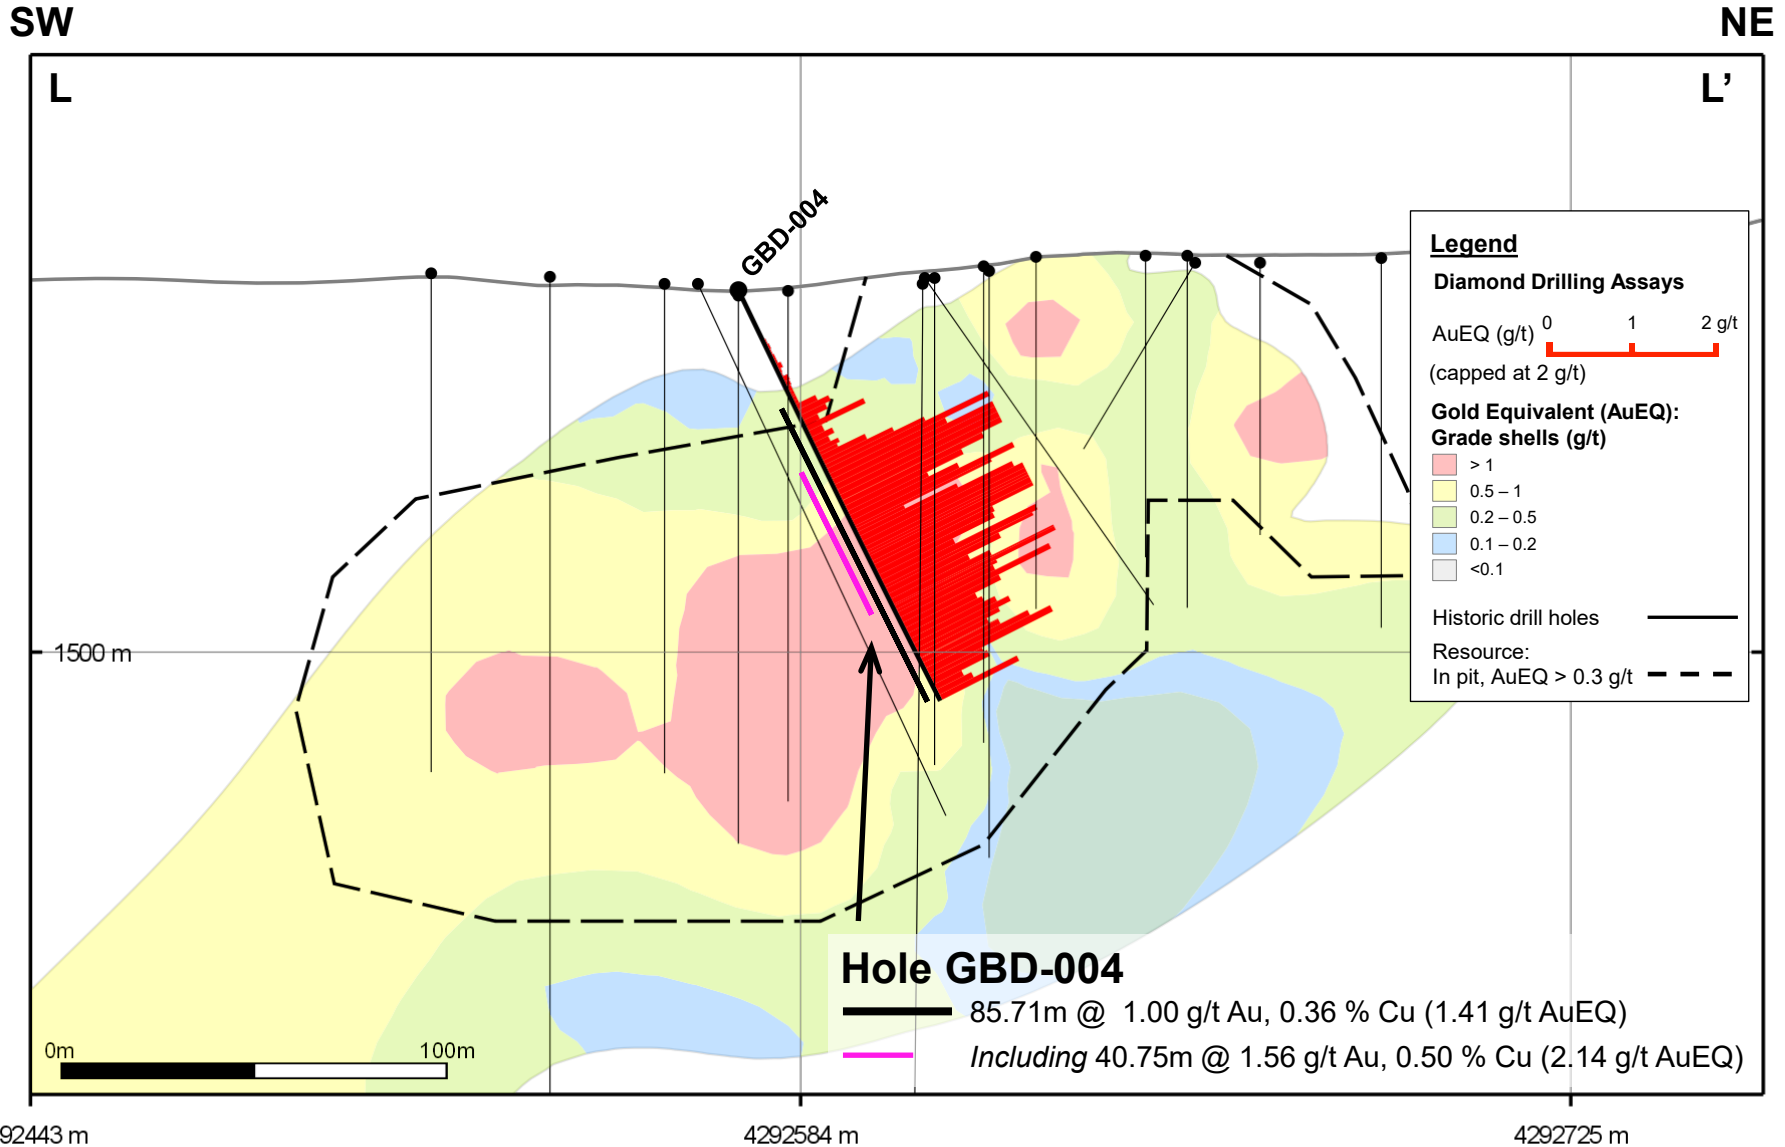 SW
NE
L
L’
GBD-004
Legend
Diamond Drilling Assays
AuEQ (g/t) 0 1 2 g/t
(capped at 2 g/t)
Gold Equivalent (AuEQ):
Grade shells (g/t)
> 1
0.5 – 1
0.2 – 0.5
0.1 – 0.2
<0.1
Historic drill holes
Resource:
In pit, AuEQ > 0.3 g/t
1500 m
Hole GBD-004
85.71m @ 1.00 g/t Au, 0.36 % Cu (1.41 g/t AuEQ)
Including 40.75m @ 1.56 g/t Au, 0.50 % Cu (2.14 g/t AuEQ)
0m 100m
92443 m 4292584 m 4292725 m